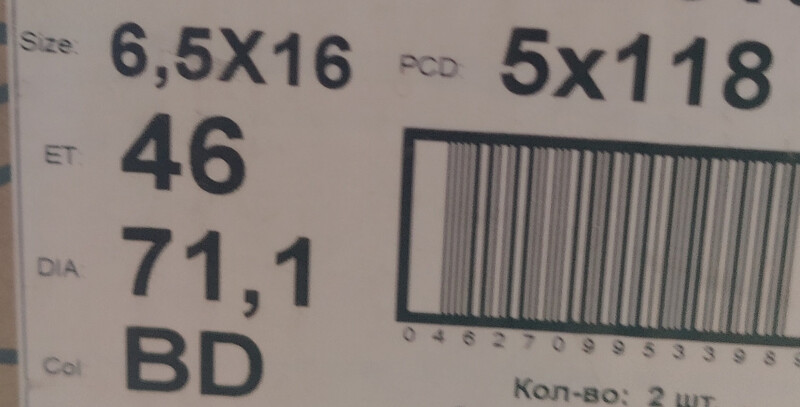 Size: 6,5X16 PCD: 5x118
ET: 46
DIA: 71,1
Col: BD
0 4 6 2 7 0 9 9 5 3 3 9 8
Кол-во: 2 шт